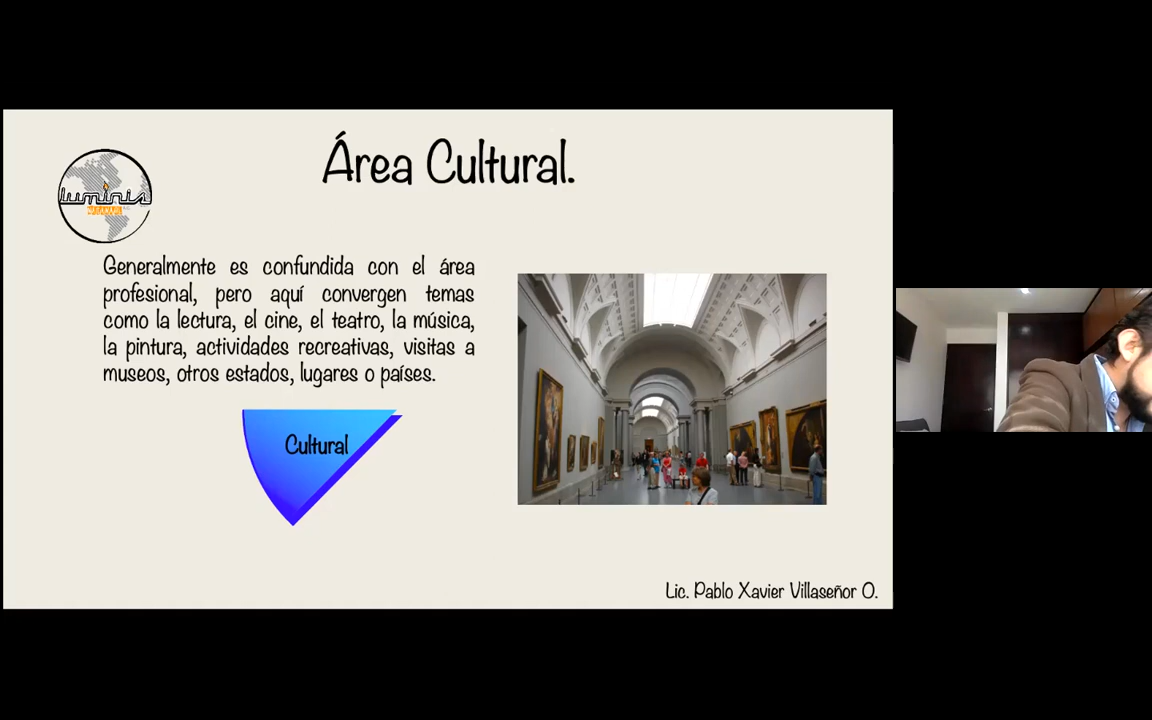 Área Cultural.
luminis
Generalmente es confundida con el área
profesional, pero aquí convergen temas
como la lectura, el cine, el teatro, la música,
la pintura, actividades recreativas, visitas a
museos, otros estados, lugares o países.
Cultural
Lic. Pablo Xavier Villaseñor O.